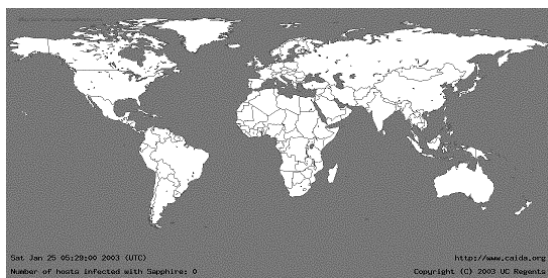 Sat Jan 25 05:29:00 2003 (UTC)
http://www.caida.org
Number of hosts infected with Sapphire: 0
Copyright (C) 2003 UC Regents